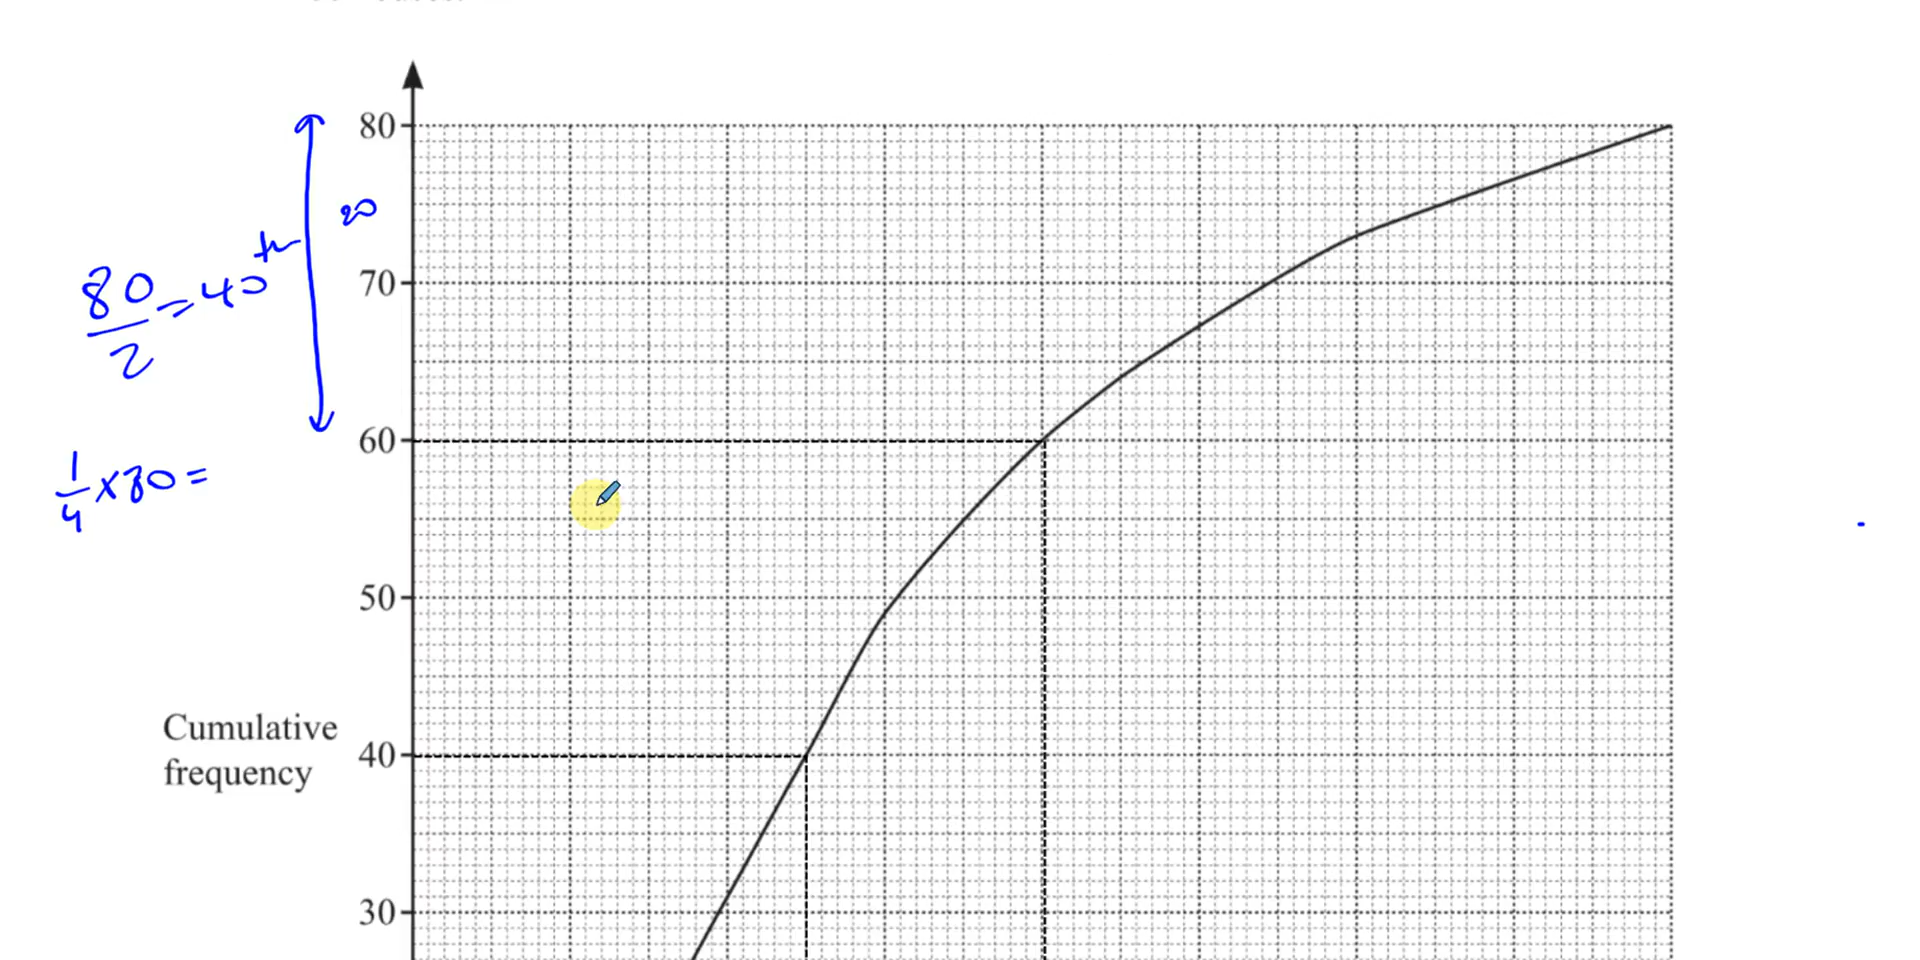 80
20
80/2 = 40th
70
60
1/4 × 80 =
50
Cumulative
frequency
40
30